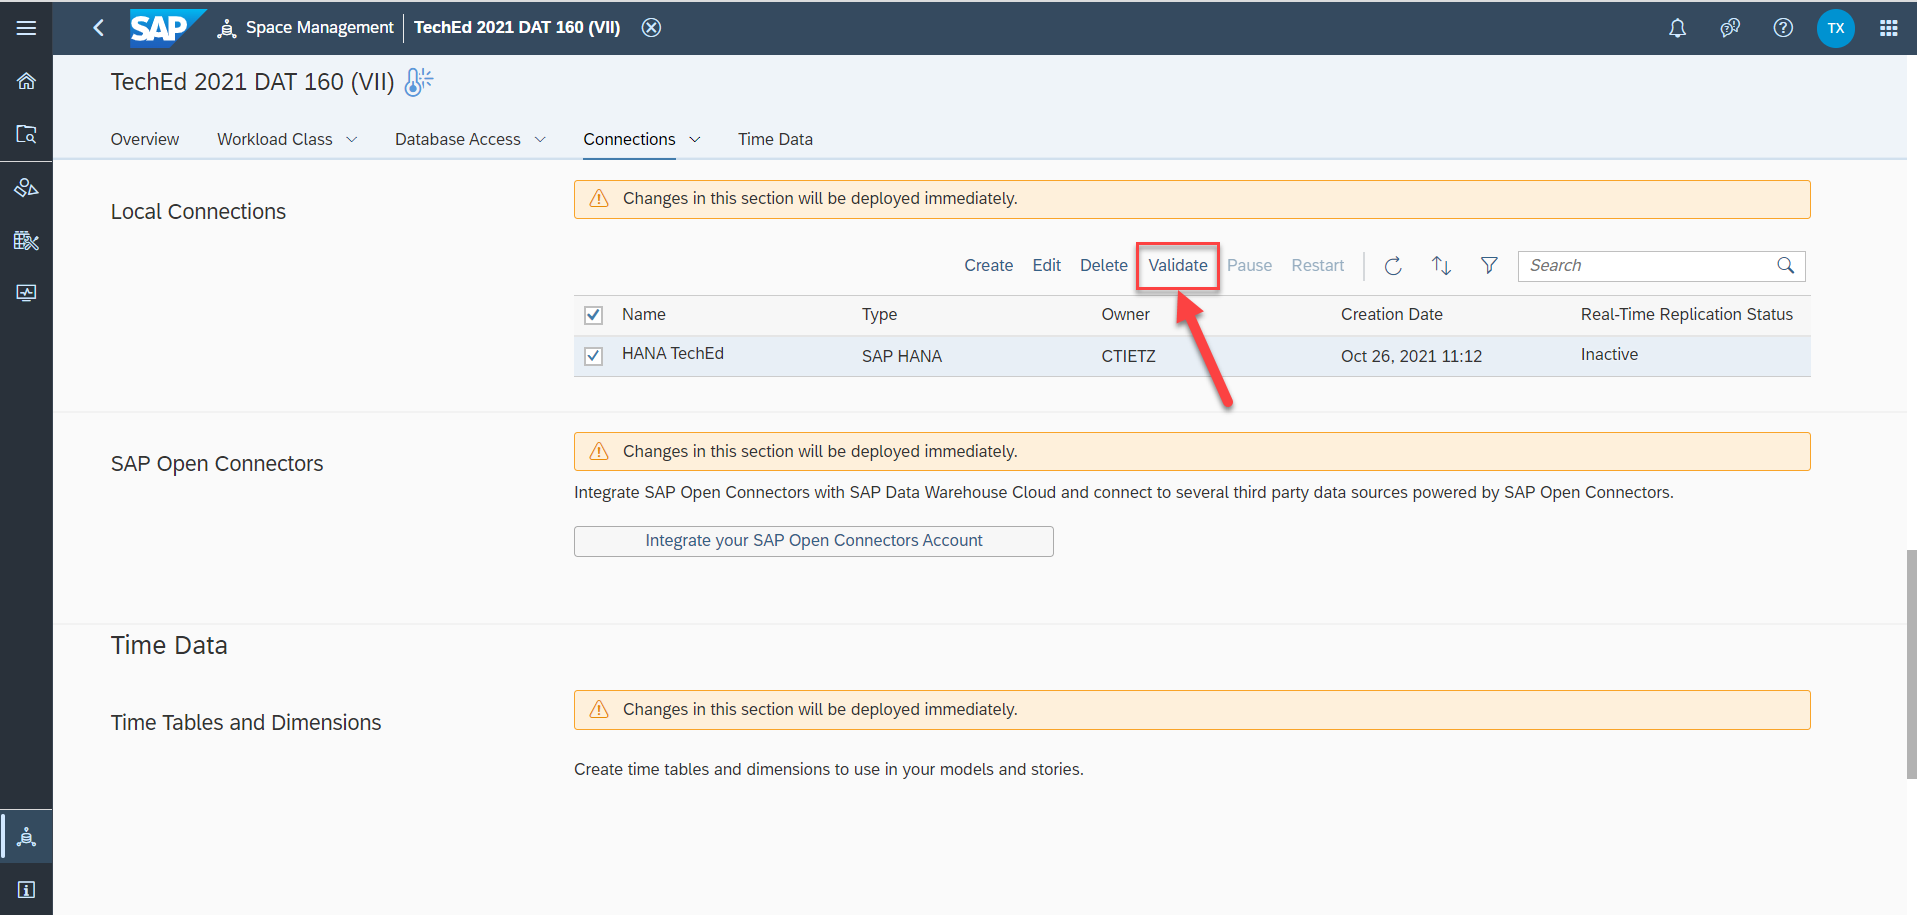 SAP Space Management TechEd 2021 DAT 160 (VII) TX
TechEd 2021 DAT 160 (VII)
Overview Workload Class Database Access Connections Time Data
Local Connections
Changes in this section will be deployed immediately.
Create Edit Delete Validate Pause Restart Search
Name Type Owner Creation Date Real-Time Replication Status
HANA TechEd SAP HANA CTIETZ Oct 26, 2021 11:12 Inactive
SAP Open Connectors
Changes in this section will be deployed immediately.
Integrate SAP Open Connectors with SAP Data Warehouse Cloud and connect to several third party data sources powered by SAP Open Connectors.
Integrate your SAP Open Connectors Account
Time Data
Time Tables and Dimensions
Changes in this section will be deployed immediately.
Create time tables and dimensions to use in your models and stories.